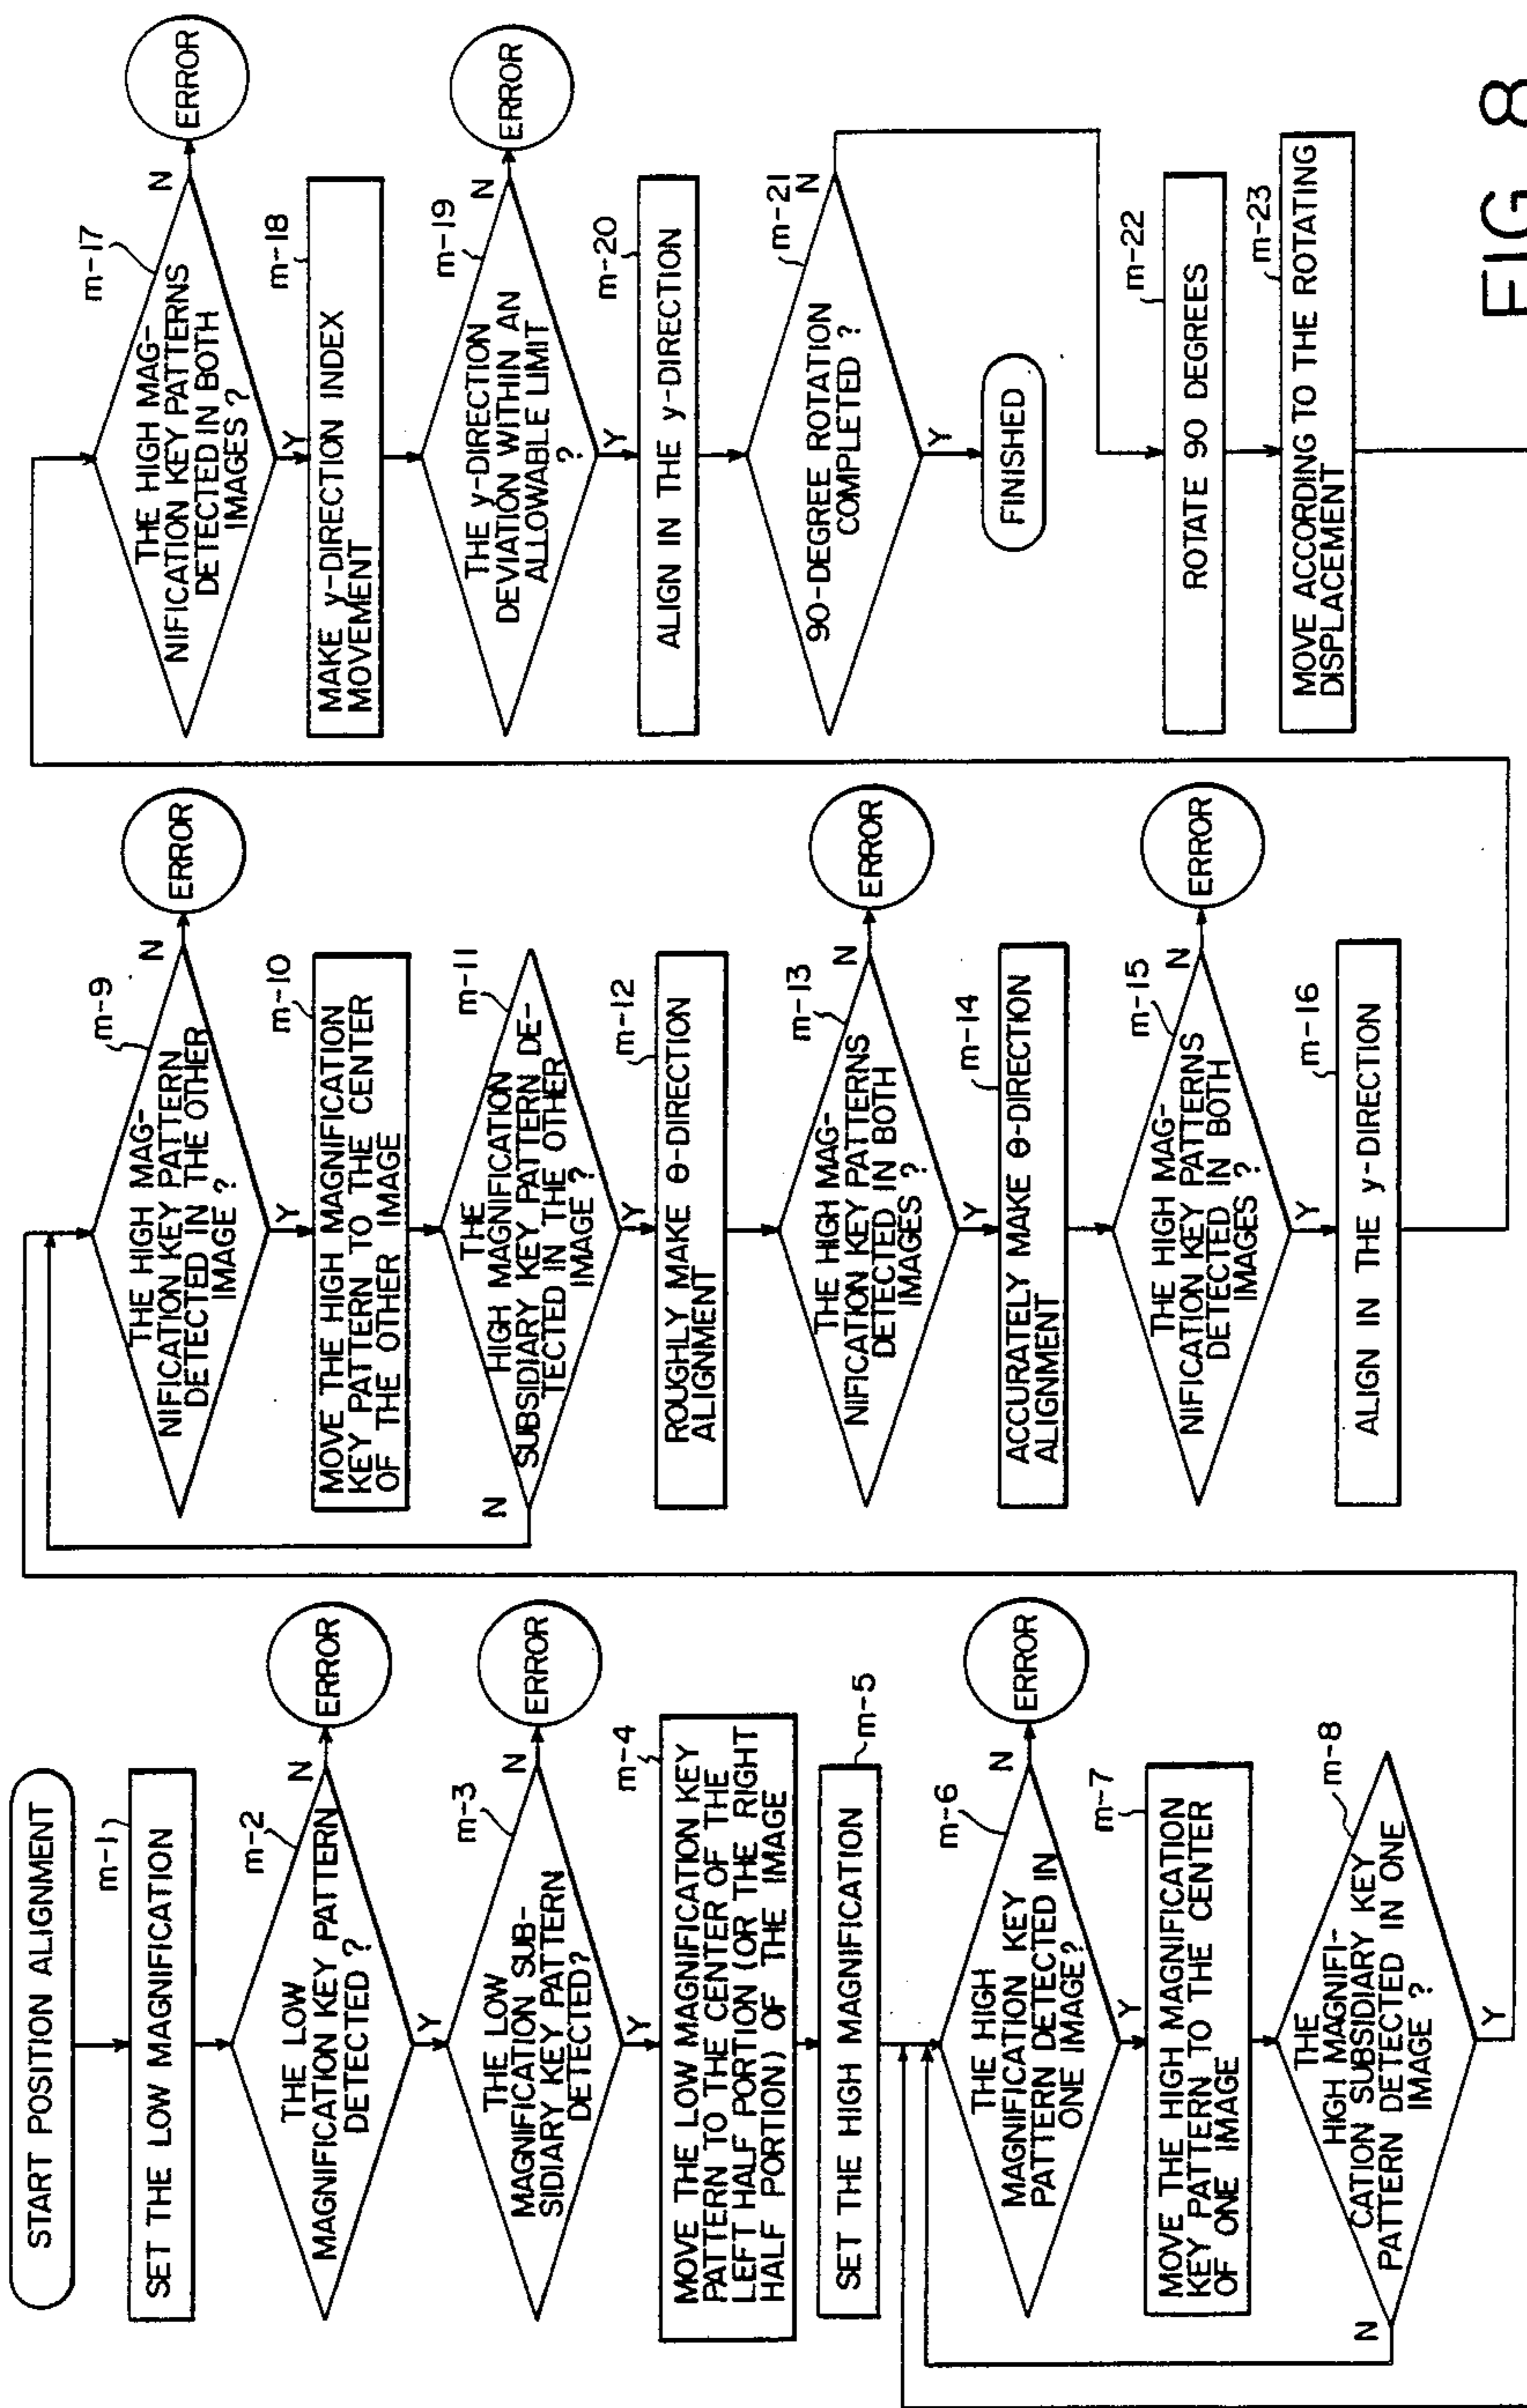 START POSITION ALIGNMENT
m-1
SET THE LOW MAGNIFICATION
m-2
THE LOW
MAGNIFICATION KEY PATTERN
DETECTED ?
N
ERROR
Y
m-3
THE LOW
MAGNIFICATION SUB-
SIDIARY KEY PATTERN
DETECTED?
N
ERROR
Y
m-4
MOVE THE LOW MAGNIFICATION KEY
PATTERN TO THE CENTER OF THE
LEFT HALF PORTION (OR THE RIGHT
HALF PORTION) OF THE IMAGE
m-5
SET THE HIGH MAGNIFICATION
m-6
THE HIGH
MAGNIFICATION KEY
PATTERN DETECTED IN
ONE IMAGE?
N
ERROR
Y
m-7
MOVE THE HIGH MAGNIFICATION
KEY PATTERN TO THE CENTER
OF ONE IMAGE
m-8
THE
HIGH MAGNIFI-
CATION SUBSIDIARY KEY
PATTERN DETECTED IN ONE
IMAGE ?
N
Y
m-9
THE HIGH MAG-
NIFICATION KEY PATTERN
DETECTED IN THE OTHER
IMAGE ?
N
ERROR
Y
m-10
MOVE THE HIGH MAGNIFICATION
KEY PATTERN TO THE CENTER
OF THE OTHER IMAGE
m-11
THE
HIGH MAGNIFICATION
SUBSIDIARY KEY PATTERN DE-
TECTED IN THE OTHER
IMAGE ?
N
Y
m-12
ROUGHLY MAKE θ-DIRECTION
ALIGNMENT
m-13
THE HIGH MAG-
NIFICATION KEY PATTERNS
DETECTED IN BOTH
IMAGES ?
N
ERROR
Y
m-14
ACCURATELY MAKE θ-DIRECTION
ALIGNMENT
m-15
THE HIGH MAG-
NIFICATION KEY PATTERNS
DETECTED IN BOTH
IMAGES ?
N
ERROR
Y
m-16
ALIGN IN THE y-DIRECTION
m-17
THE HIGH MAG-
NIFICATION KEY PATTERNS
DETECTED IN BOTH
IMAGES ?
N
ERROR
Y
m-18
MAKE y-DIRECTION INDEX
MOVEMENT
m-19
THE y-DIRECTION
DEVIATION WITHIN AN
ALLOWABLE LIMIT
?
N
ERROR
Y
m-20
ALIGN IN THE y-DIRECTION
m-21
90-DEGREE ROTATION
COMPLETED ?
N
Y
FINISHED
m-22
ROTATE 90 DEGREES
m-23
MOVE ACCORDING TO THE ROTATING
DISPLACEMENT
FIG 8